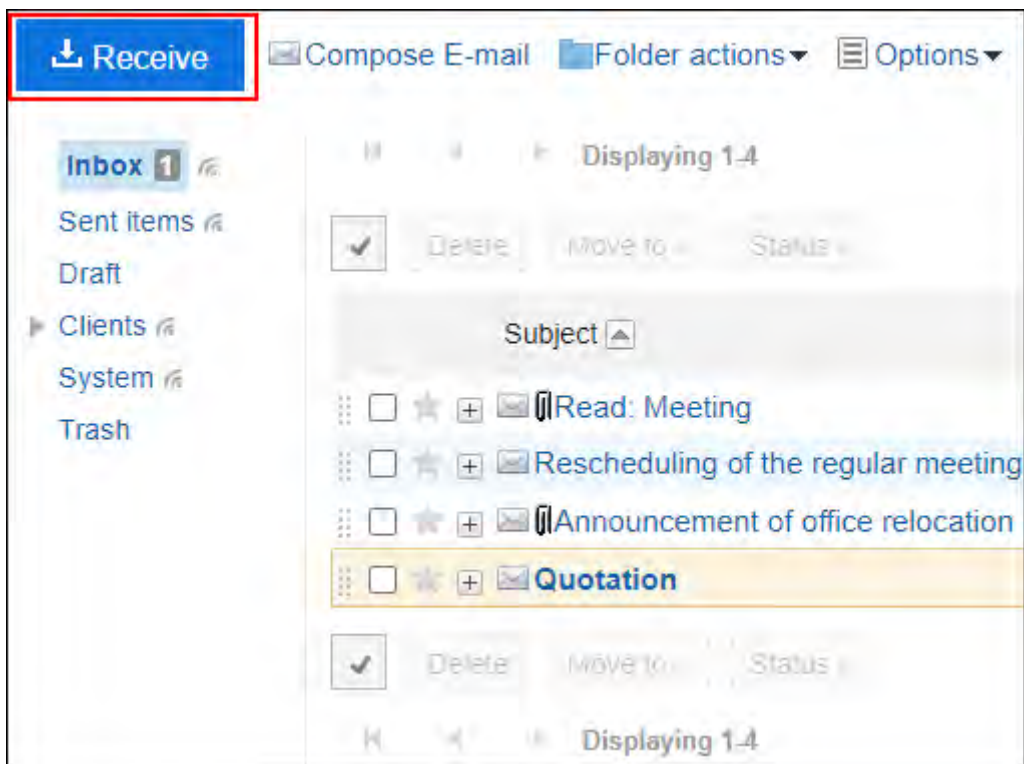 Receive Compose E-mail Folder actions Options
Inbox 1
Displaying 1-4
Sent items
Delete Move to Status
Draft
Clients
Subject
System
Read: Meeting
Trash
Rescheduling of the regular meeting
Announcement of office relocation
Quotation
Delete Move to Status
Displaying 1-4